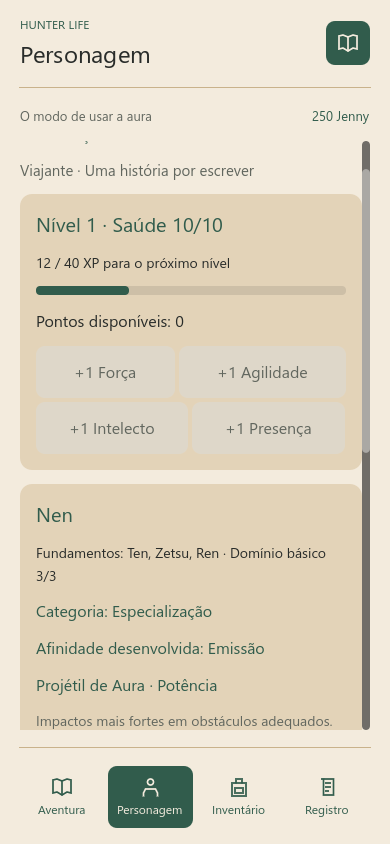 HUNTER LIFE
Personagem
O modo de usar a aura
250 Jenny
Viajante · Uma história por escrever
Nível 1 · Saúde 10/10
12 / 40 XP para o próximo nível
Pontos disponíveis: 0
+1 Força
+1 Agilidade
+1 Intelecto
+1 Presença
Nen
Fundamentos: Ten, Zetsu, Ren · Domínio básico
3/3
Categoria: Especialização
Afinidade desenvolvida: Emissão
Projétil de Aura · Potência
Impactos mais fortes em obstáculos adequados.
Aventura
Personagem
Inventário
Registro